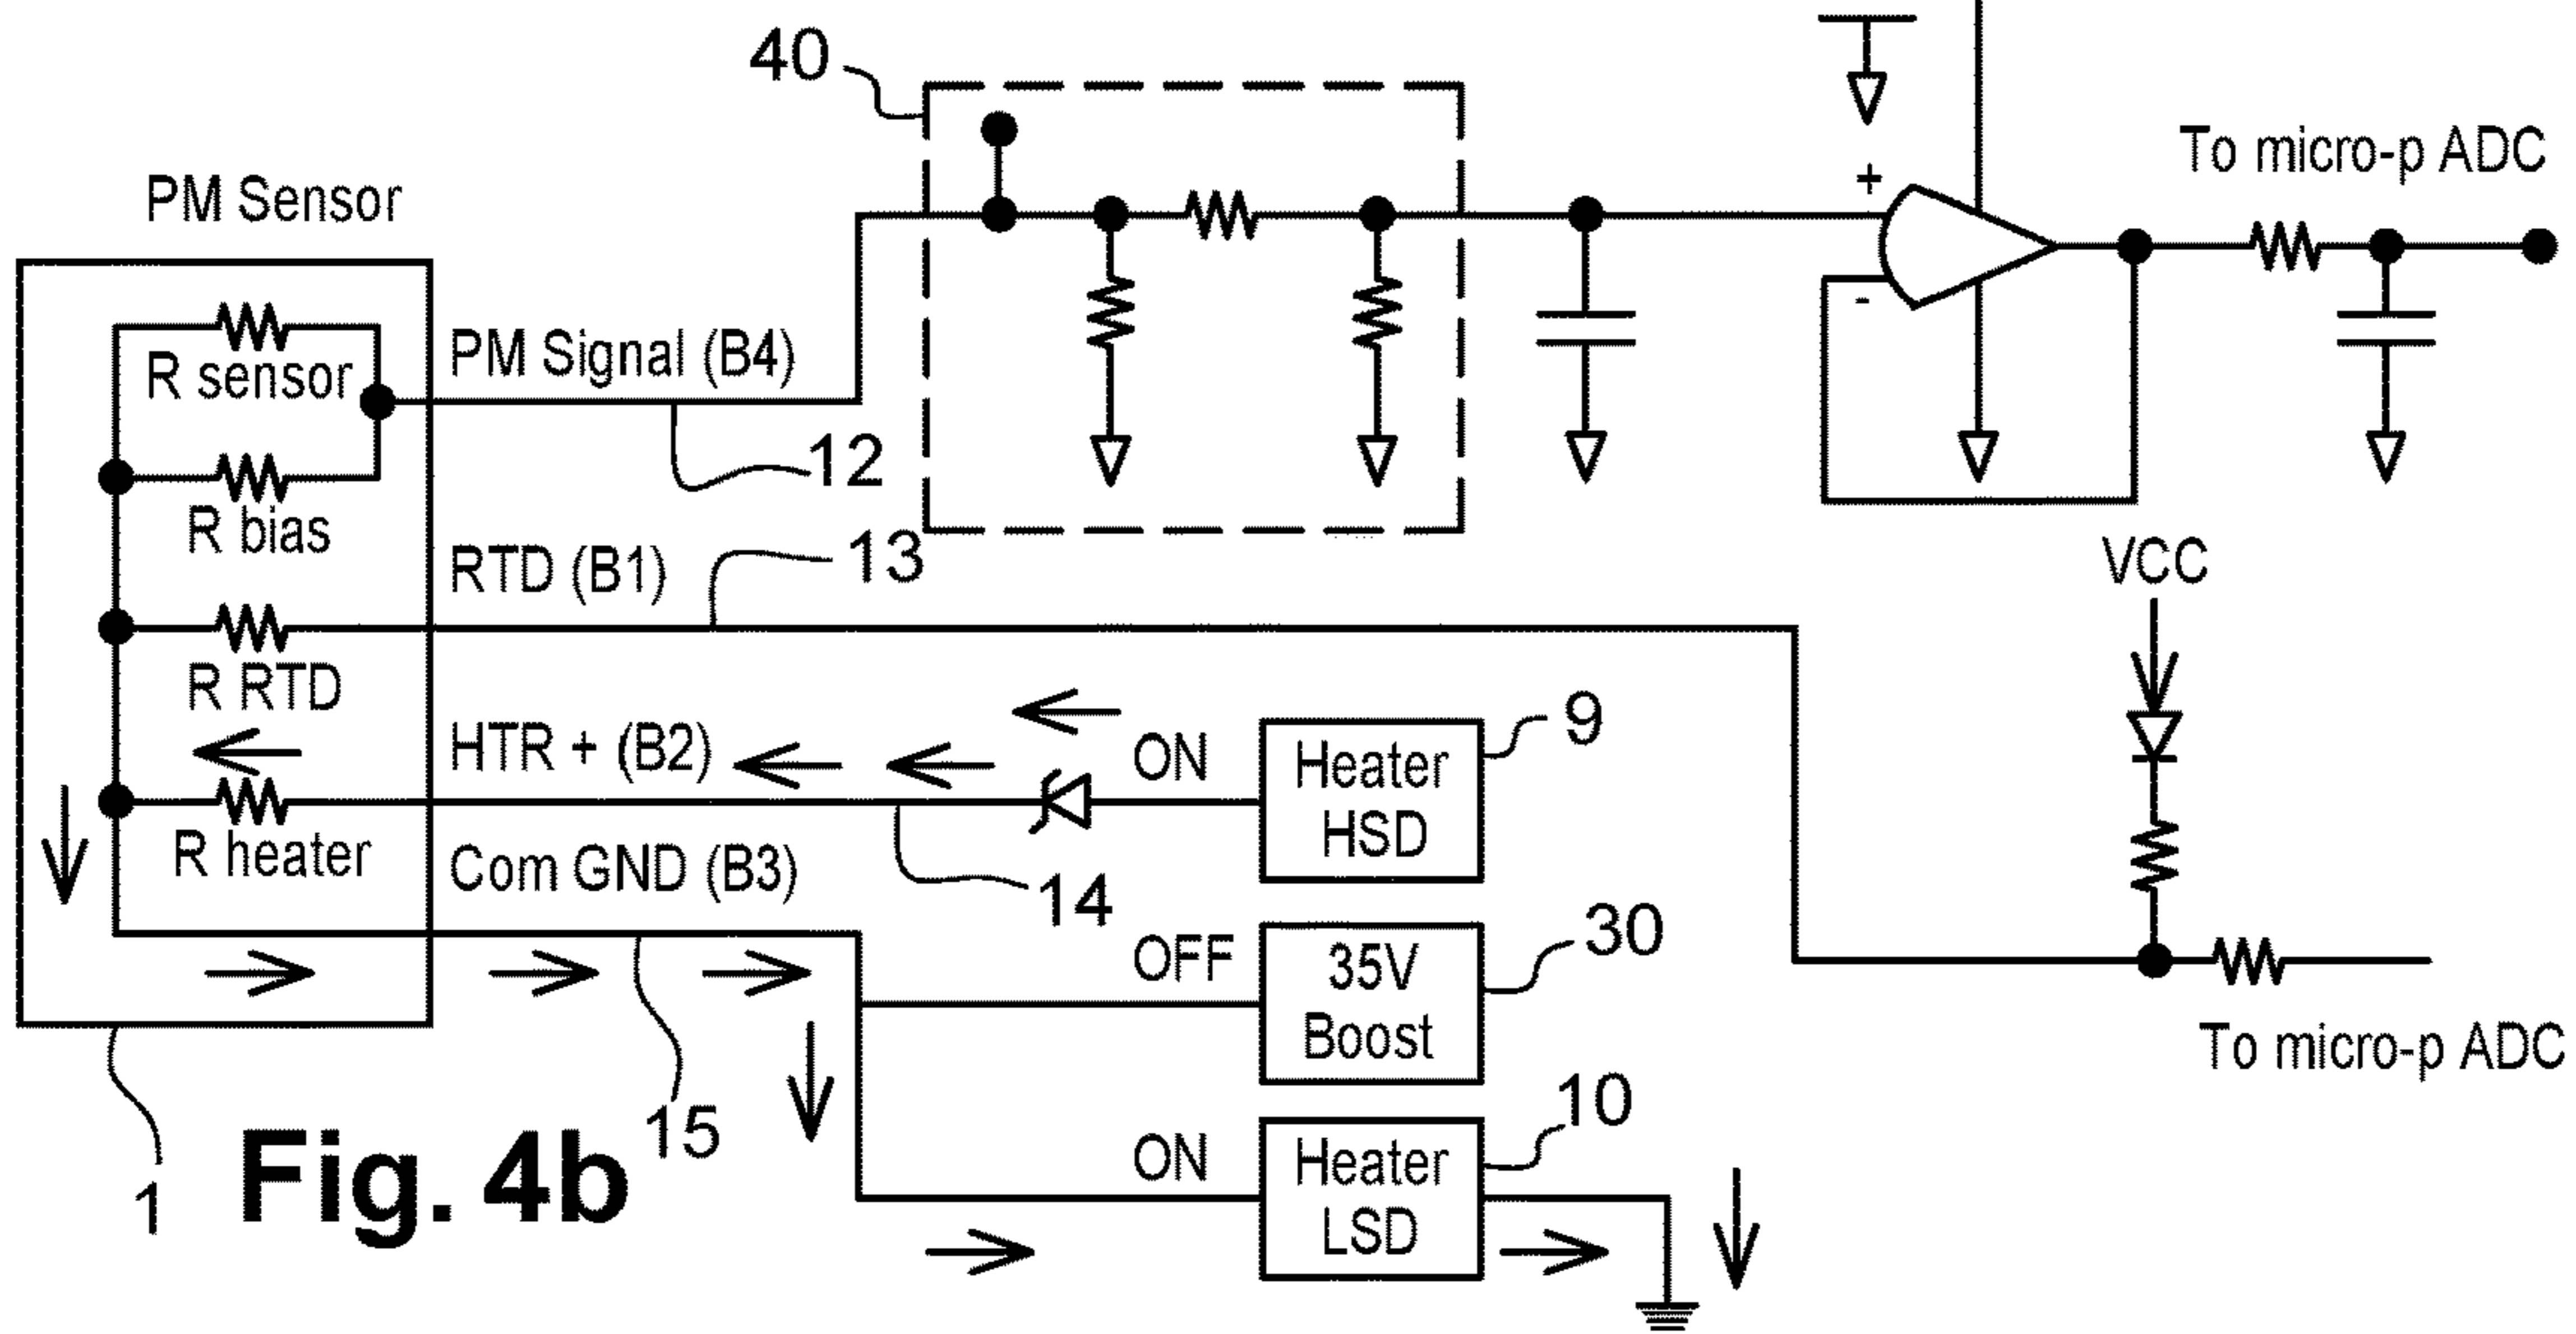 40
To micro-p ADC
+
-
PM Sensor
R sensor
PM Signal (B4)
12
R bias
RTD (B1)
13
VCC
R RTD
HTR + (B2)
ON
Heater
HSD
9
R heater
14
Com GND (B3)
OFF
35V
Boost
30
To micro-p ADC
15
ON
Heater
LSD
10
1
Fig. 4b